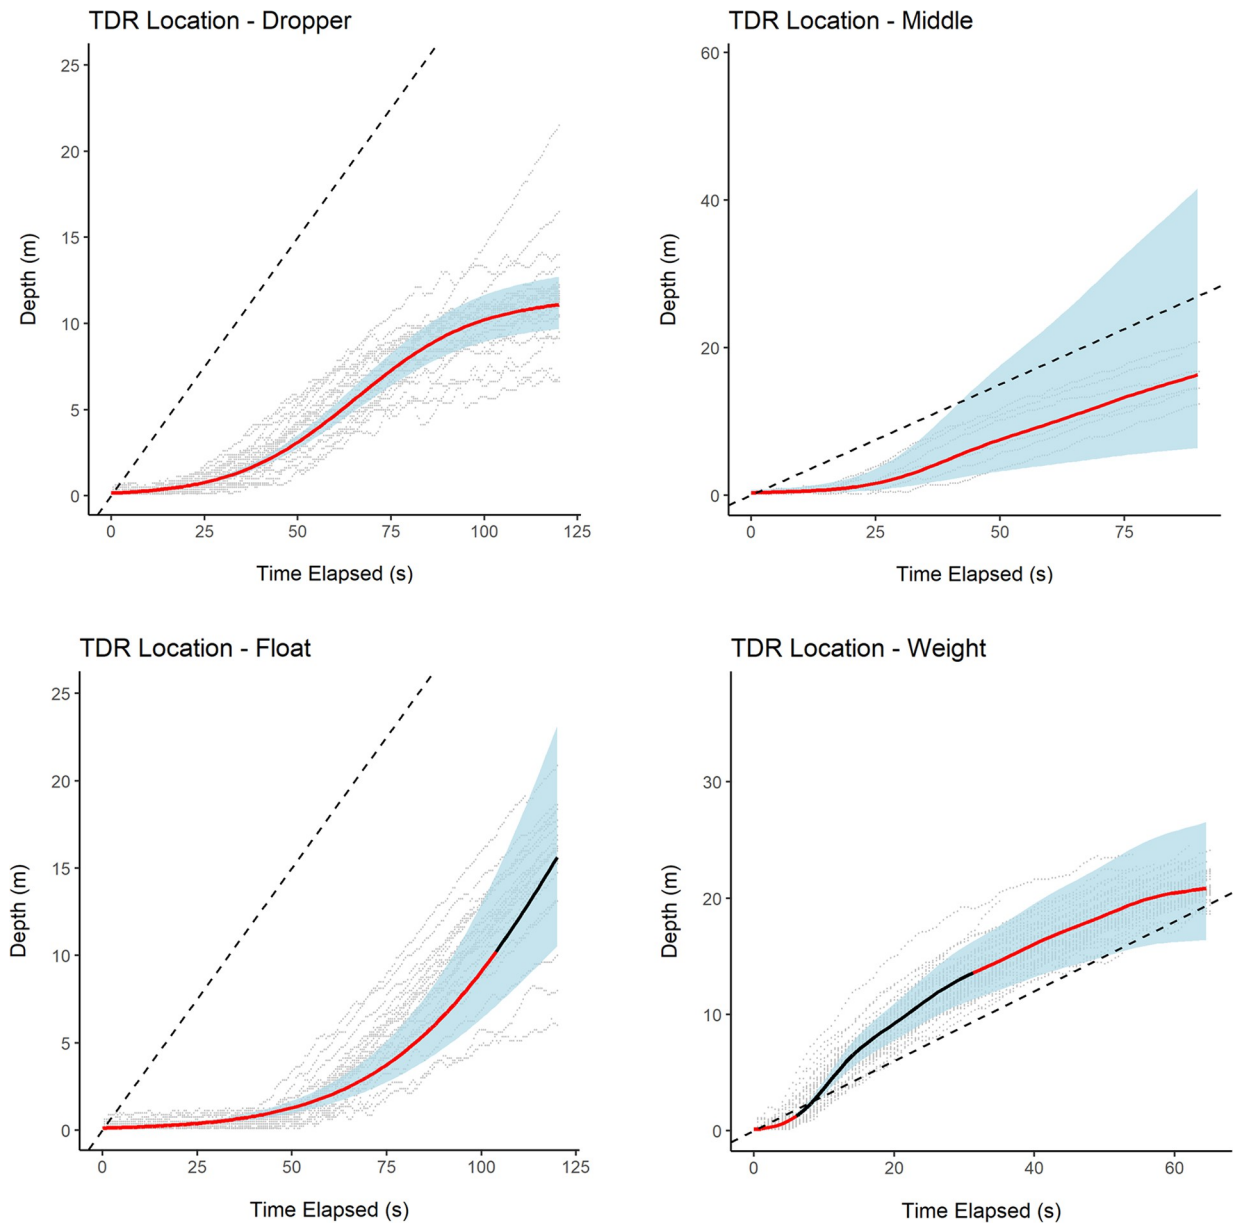 TDR Location - Dropper
25
20
15
10
5
0
Depth (m)
0 25 50 75 100 125
Time Elapsed (s)
TDR Location - Middle
60
40
20
0
Depth (m)
0 25 50 75
Time Elapsed (s)
TDR Location - Float
25
20
15
10
5
0
Depth (m)
0 25 50 75 100 125
Time Elapsed (s)
TDR Location - Weight
30
20
10
0
Depth (m)
0 20 40 60
Time Elapsed (s)